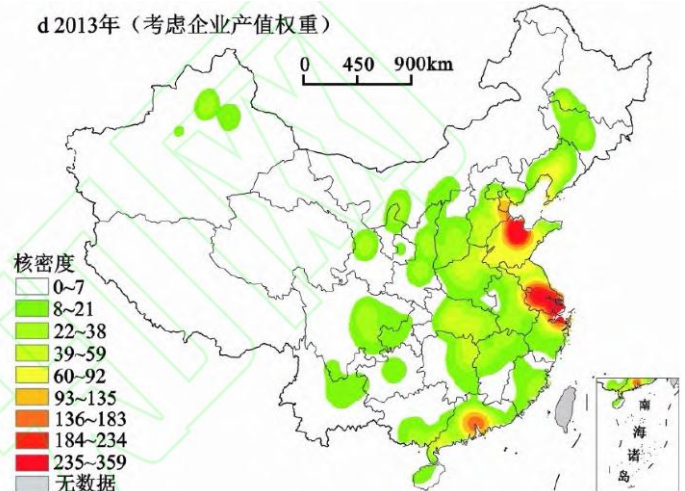 d 2013年（考虑企业产值权重）
0 450 900km
核密度
0~7
8~21
22~38
39~59
60~92
93~135
136~183
184~234
235~359
无数据
南
海
诸
岛